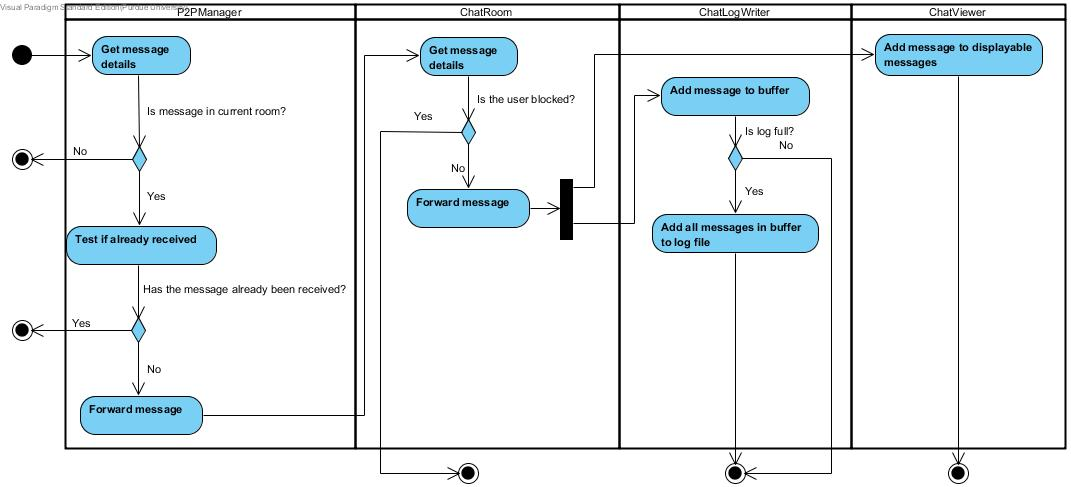 Visual Paradigm Standard Edition(Purdue University)
P2PManager
ChatRoom
ChatLogWriter
ChatViewer
Get message
details
Is message in current room?
No
Yes
Test if already received
Has the message already been received?
Yes
No
Forward message
Get message
details
Is the user blocked?
Yes
No
Forward message
Add message to buffer
Is log full?
No
Yes
Add all messages in buffer
to log file
Add message to displayable
messages